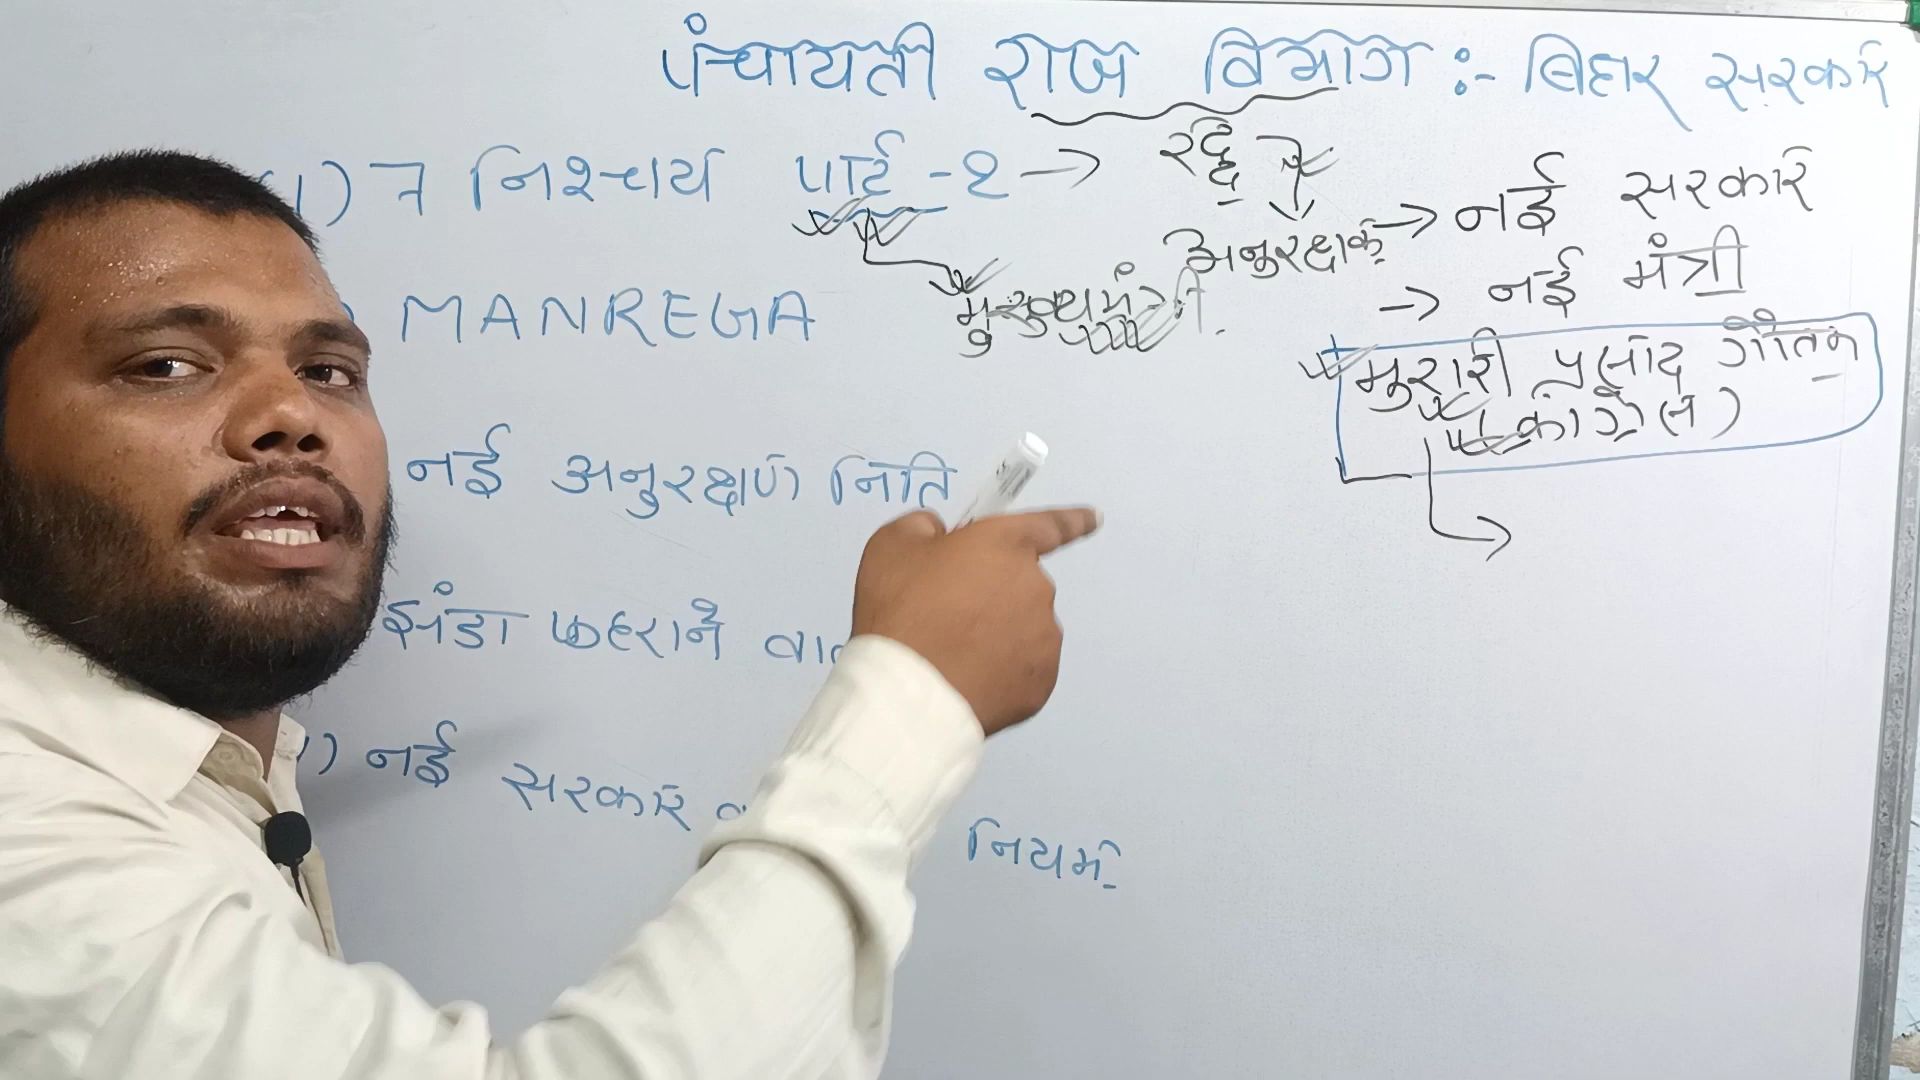 पंचायती राज विभाग :- बिहार सरकार
1) 7 निश्चय पार्ट -2 → रद्द
अनुरक्षक → नई सरकार
→ नई मंत्री
मुख्यमंत्री
मुरारी प्रसाद गौतम
(कांग्रेस)
MANREGA
नई अनुरक्षण निति
झंडा फहराने
) नई सरकार
नियम